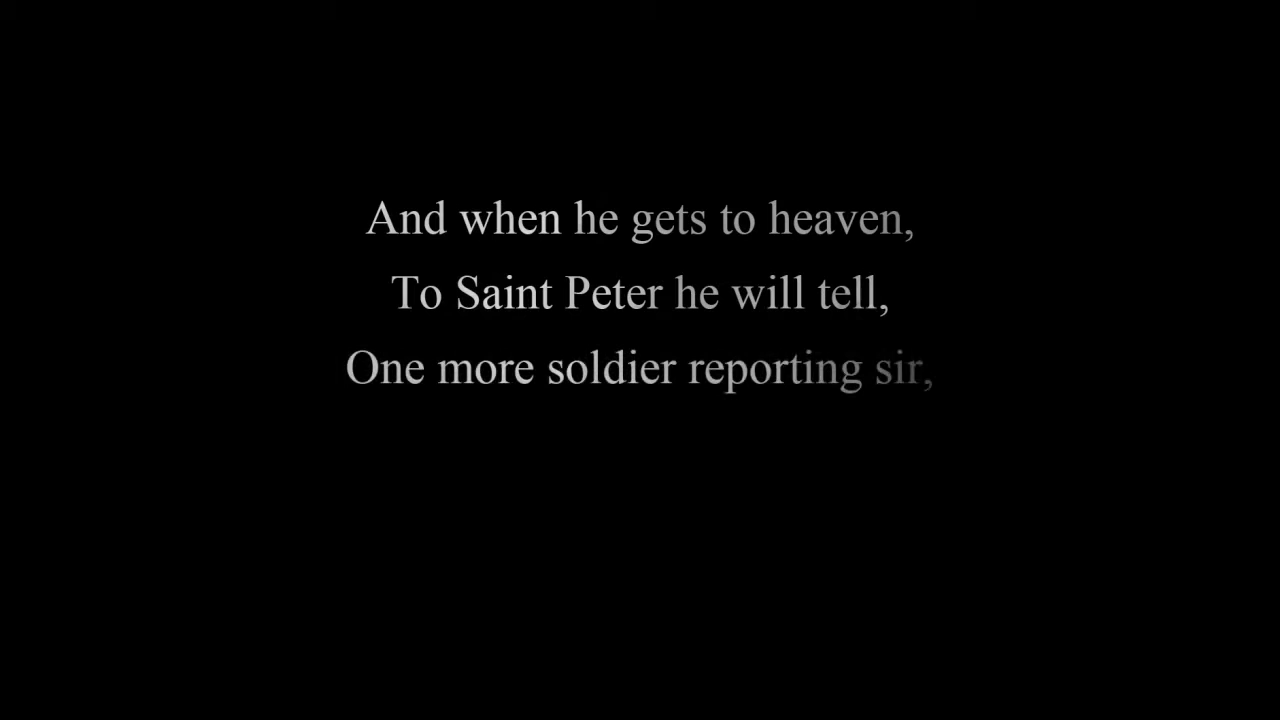 And when he gets to heaven,
To Saint Peter he will tell,
One more soldier reporting sir,